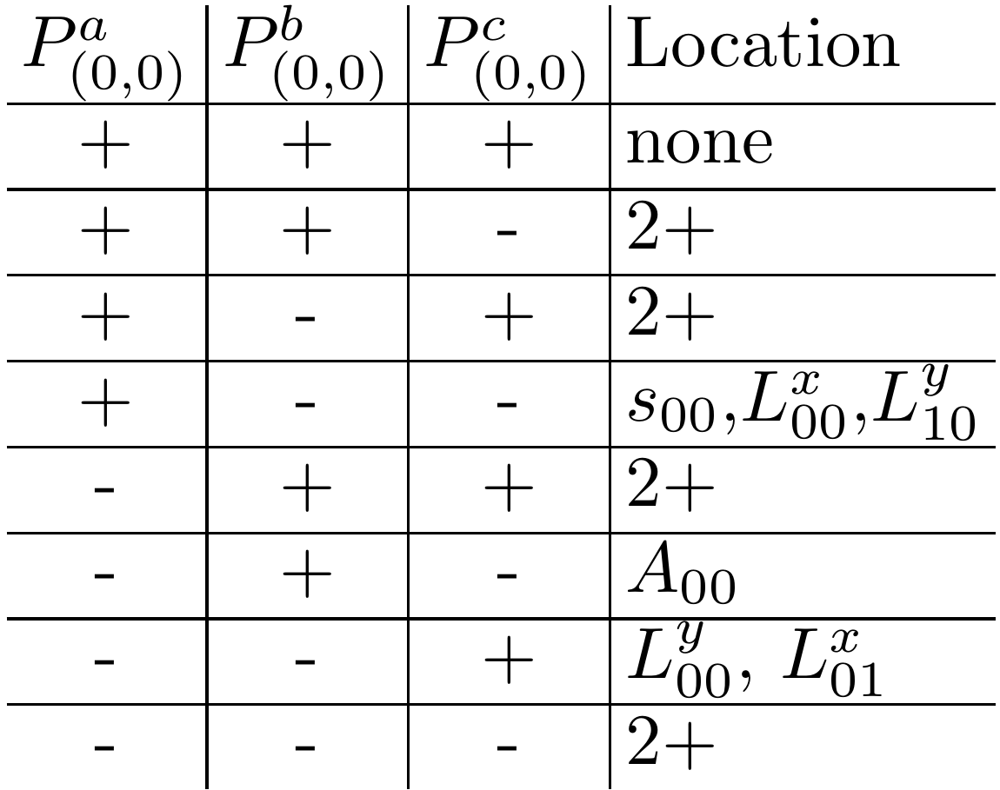 P^a_{(0,0)} P^b_{(0,0)} P^c_{(0,0)} Location
+ + + none
+ + - 2+
+ - + 2+
+ - - s_{00},L^x_{00},L^y_{10}
- + + 2+
- + - A_{00}
- - + L^y_{00}, L^x_{01}
- - - 2+